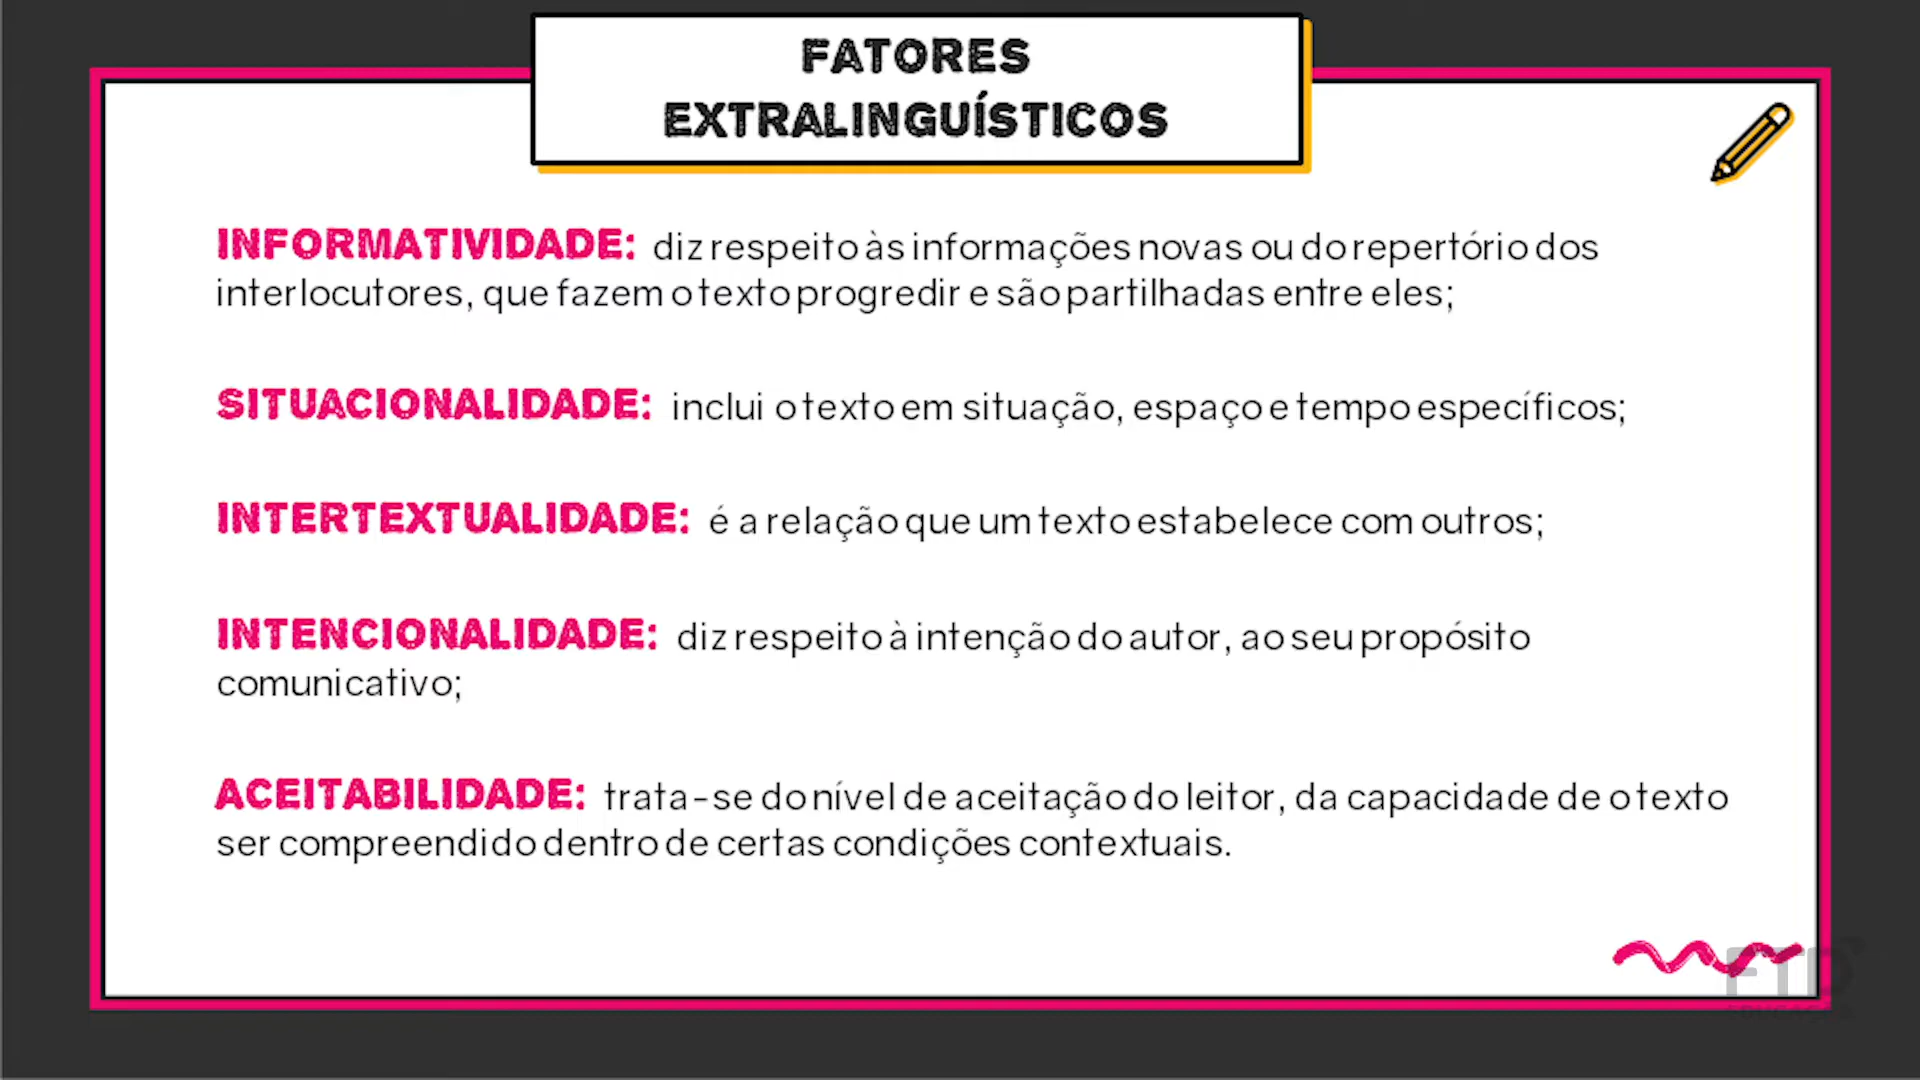 FATORES
EXTRALINGUÍSTICOS
INFORMATIVIDADE: diz respeito às informações novas ou do repertório dos
interlocutores, que fazem o texto progredir e são partilhadas entre eles;
SITUACIONALIDADE: inclui o texto em situação, espaço e tempo específicos;
INTERTEXTUALIDADE: é a relação que um texto estabelece com outros;
INTENCIONALIDADE: diz respeito à intenção do autor, ao seu propósito
comunicativo;
ACEITABILIDADE: trata-se do nível de aceitação do leitor, da capacidade de o texto
ser compreendido dentro de certas condições contextuais.
FTD
EDUCAÇÃO